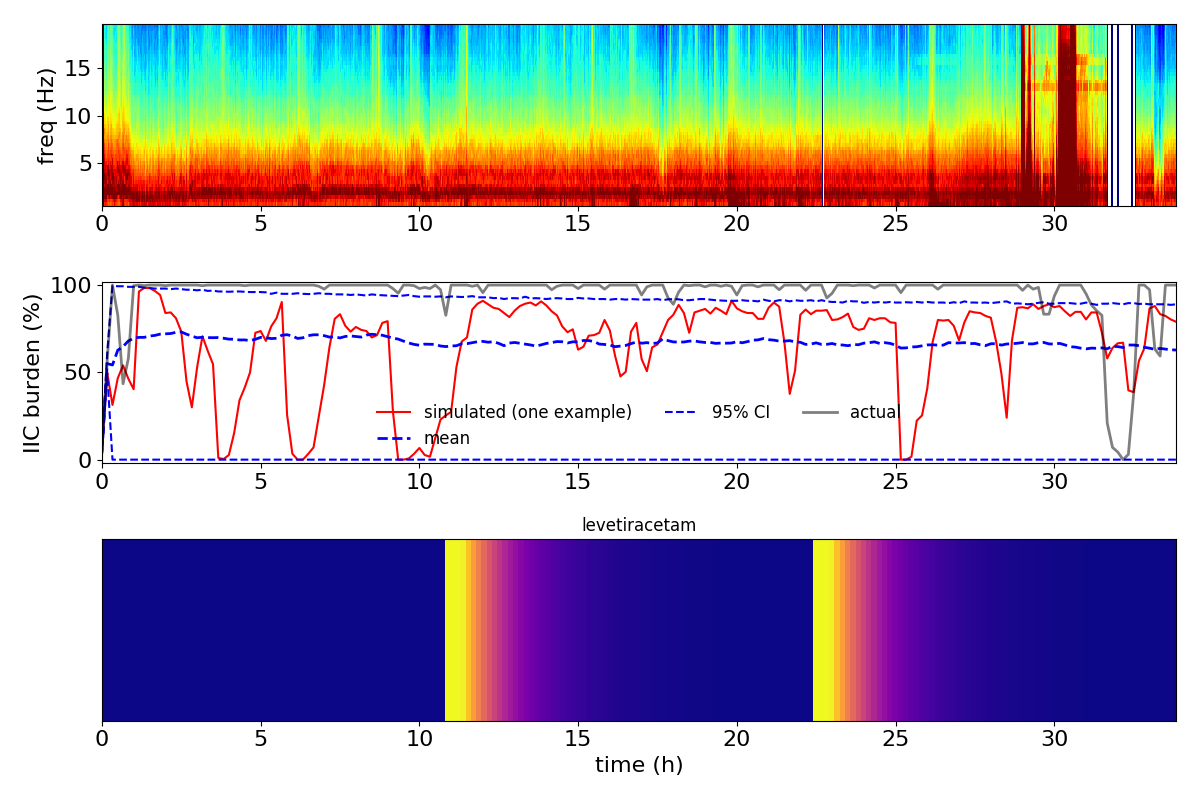 freq (Hz)
15
10
5
0 5 10 15 20 25 30
IIC burden (%)
100
50
0
simulated (one example) 95% CI actual
mean
0 5 10 15 20 25 30
levetiracetam
0 5 10 15 20 25 30
time (h)